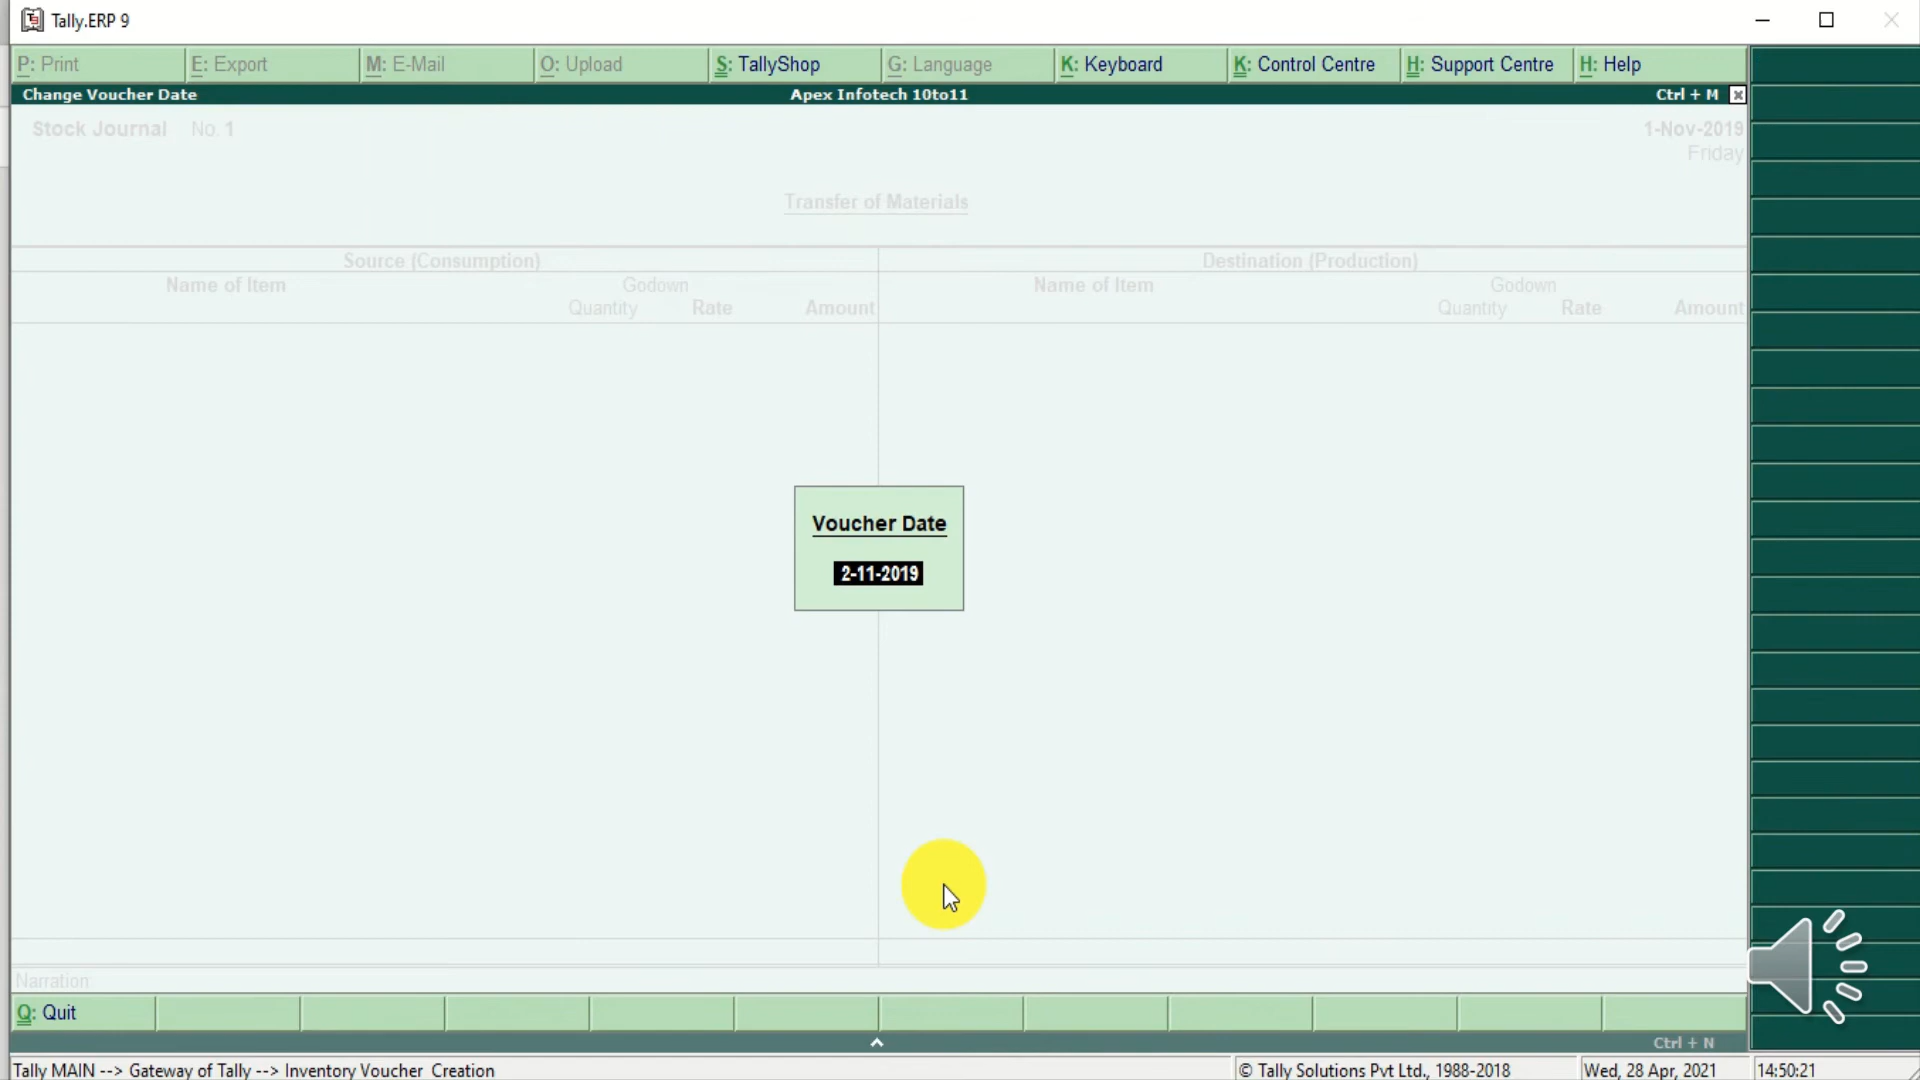 Tally.ERP 9
P: Print E: Export M: E-Mail O: Upload S: TallyShop G: Language K: Keyboard K: Control Centre H: Support Centre H: Help
Change Voucher Date Apex Infotech 10to11 Ctrl + M
Stock Journal No. 1 1-Nov-2019
Friday
Transfer of Materials
Source (Consumption) Destination (Production)
Name of Item Godown Name of Item Godown
Quantity Rate Amount Quantity Rate Amount
Voucher Date
2-11-2019
Narration:
Q: Quit
Ctrl + N
Tally MAIN --> Gateway of Tally --> Inventory Voucher Creation © Tally Solutions Pvt Ltd., 1988-2018 Wed, 28 Apr, 2021 14:50:21